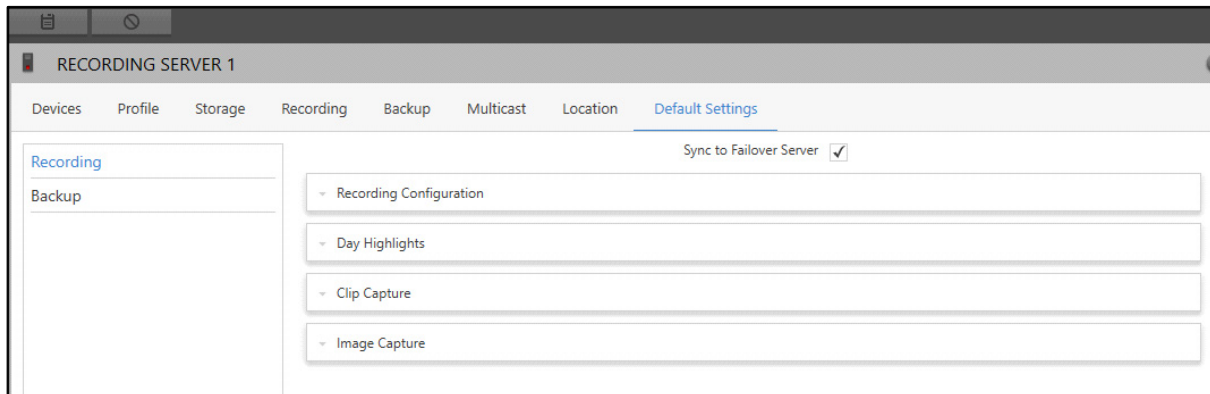 RECORDING SERVER 1
Devices Profile Storage Recording Backup Multicast Location Default Settings
Recording
Backup
Sync to Failover Server
Recording Configuration
Day Highlights
Clip Capture
Image Capture